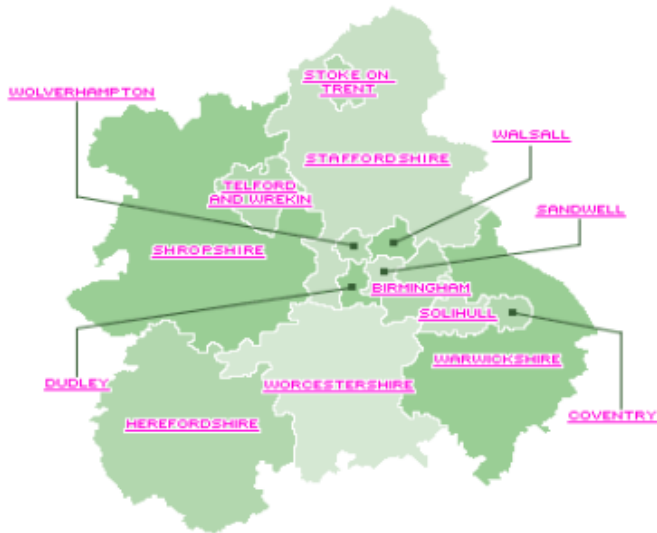 STOKE ON
TRENT
WOLVERHAMPTON
WALSALL
STAFFORDSHIRE
TELFORD
AND WREKIN
SANDWELL
SHROPSHIRE
BIRMINGHAM
SOLIHULL
WARWICKSHIRE
DUDLEY
WORCESTERSHIRE
COVENTRY
HEREFORDSHIRE